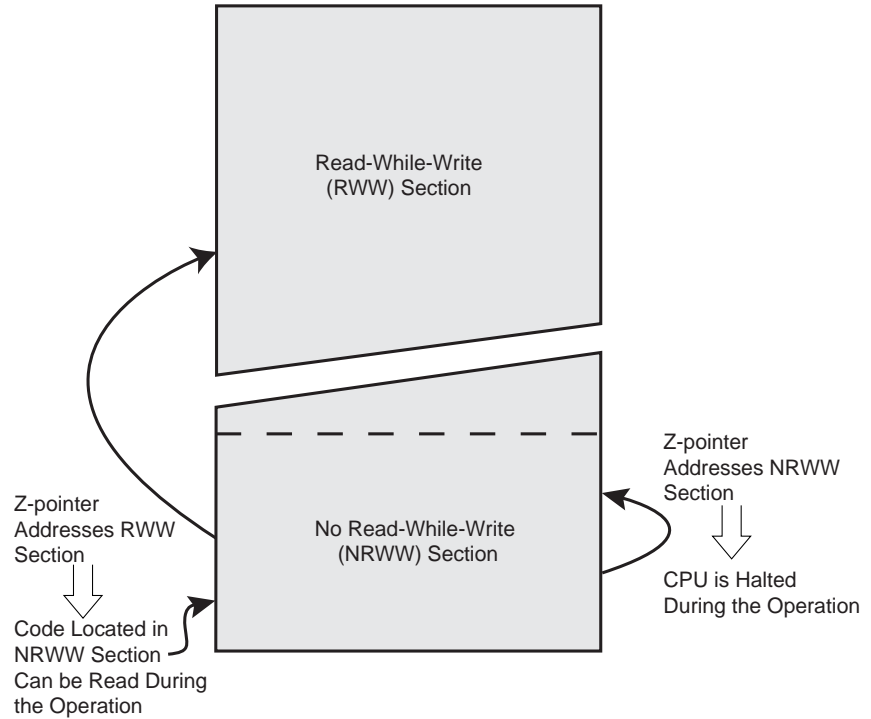 Read-While-Write
(RWW) Section
Z-pointer
Addresses NRWW
Section
Z-pointer
Addresses RWW
Section
No Read-While-Write
(NRWW) Section
CPU is Halted
During the Operation
Code Located in
NRWW Section
Can be Read During
the Operation